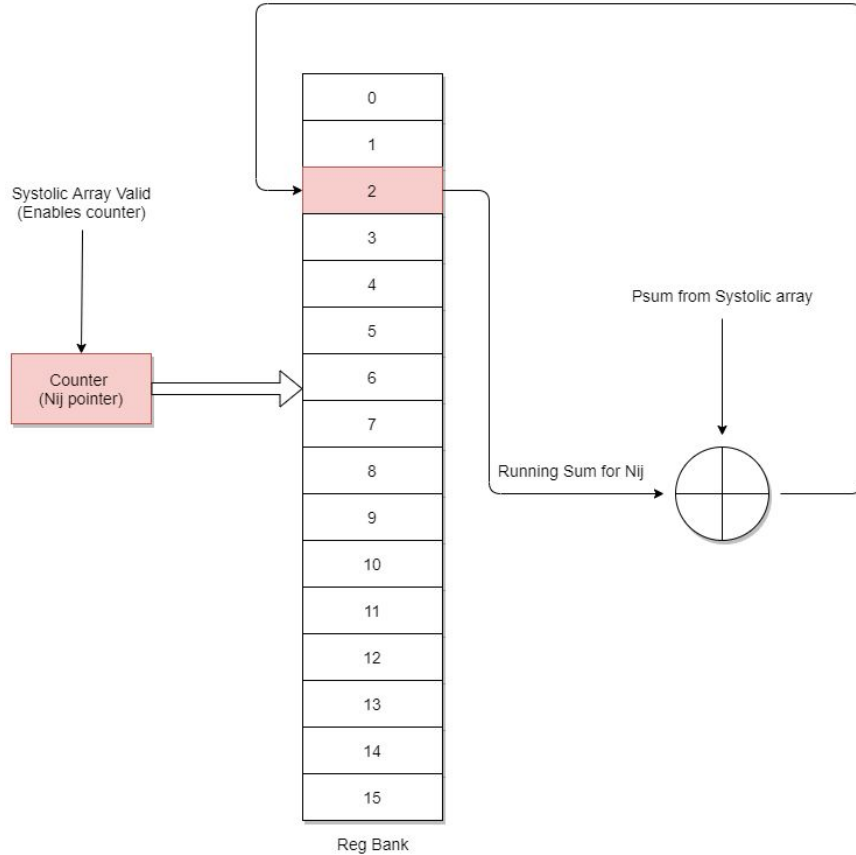 0
1
2
3
4
5
6
7
8
9
10
11
12
13
14
15
Reg Bank
Systolic Array Valid
(Enables counter)
Counter
(Nij pointer)
Psum from Systolic array
Running Sum for Nij